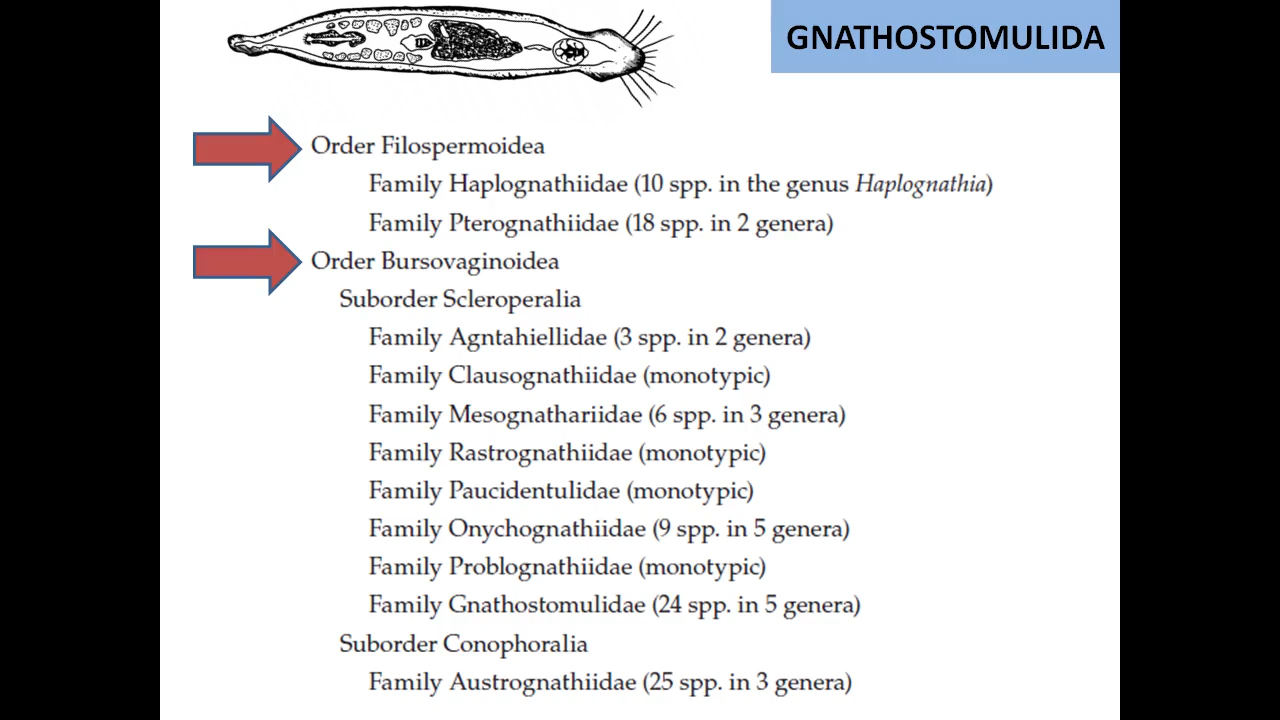 GNATHOSTOMULIDA
Order Filospermoidea
Family Haplognathiidae (10 spp. in the genus Haplognathia)
Family Pterognathiidae (18 spp. in 2 genera)
Order Bursovaginoidea
Suborder Scleroperalia
Family Agntahiellidae (3 spp. in 2 genera)
Family Clausognathiidae (monotypic)
Family Mesognathariidae (6 spp. in 3 genera)
Family Rastrognathiidae (monotypic)
Family Paucidentulidae (monotypic)
Family Onychognathiidae (9 spp. in 5 genera)
Family Problognathiidae (monotypic)
Family Gnathostomulidae (24 spp. in 5 genera)
Suborder Conophoralia
Family Austrognathiidae (25 spp. in 3 genera)